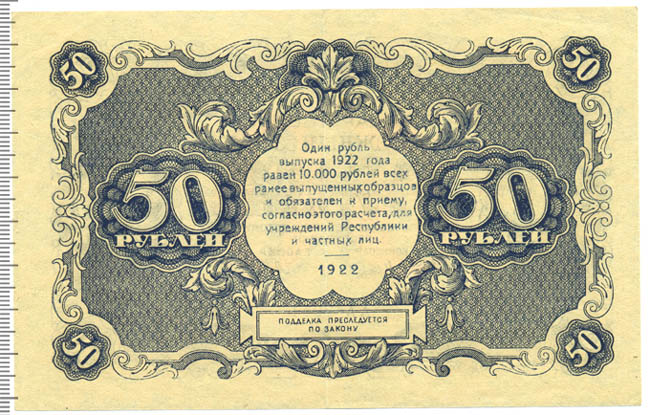 50
50
Один рубль
выпуска 1922 года
равен 10.000 рублей всех
ранее выпущенных образцов
и обязателен к приему,
согласно этого расчета, для
учреждений Республики
и частных лиц.
1922
50
РУБЛЕЙ
50
РУБЛЕЙ
ПОДДЕЛКА ПРЕСЛЕДУЕТСЯ
ПО ЗАКОНУ
50
50